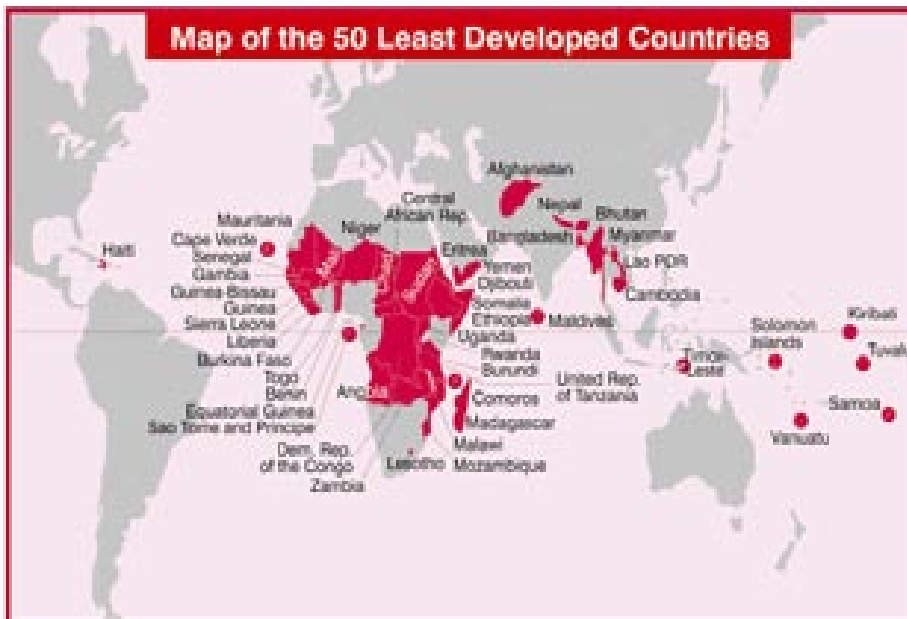 Map of the 50 Least Developed Countries
Afghanistan
Nepal
Bhutan
Bangladesh
Myanmar
Lao PDR
Cambodia
Central
African Rep.
Mauritania
Niger
Cape Verde
Mali
Chad
Sudan
Eritrea
Haiti
Senegal
Yemen
Gambia
Djibouti
Guinea-Bissau
Somalia
Guinea
Ethiopia
Maldives
Sierra Leone
Uganda
Liberia
Rwanda
Burkina Faso
Burundi
Togo
United Rep.
of Tanzania
Benin
Angola
Comoros
Equatorial Guinea
Madagascar
Sao Tome and Principe
Malawi
Dem. Rep.
of the Congo
Lesotho
Mozambique
Zambia
Kiribati
Solomon
Islands
Timor
Leste
Tuvalu
Samoa
Vanuatu